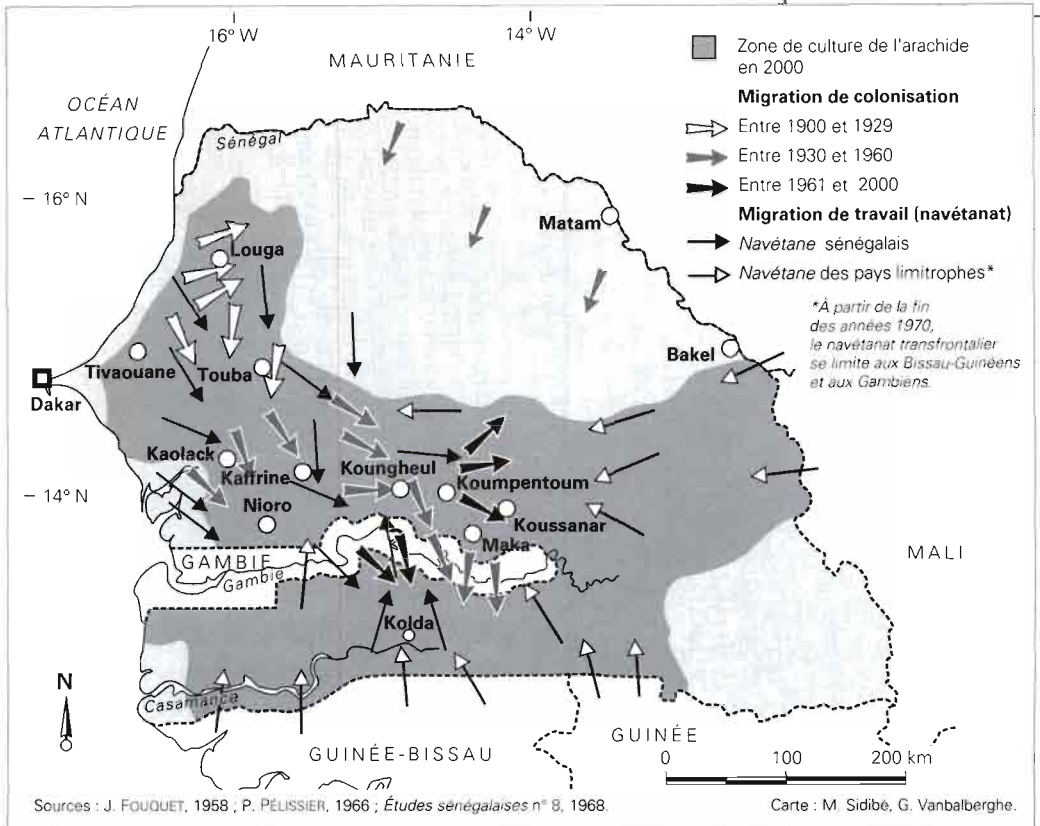 16° W
14° W
MAURITANIE
OCÉAN
ATLANTIQUE
Sénégal
Zone de culture de l'arachide
en 2000
Migration de colonisation
Entre 1900 et 1929
Entre 1930 et 1960
Entre 1961 et 2000
Migration de travail (navétanat)
Navétane sénégalais
Navétane des pays limitrophes*
*À partir de la fin
des années 1970,
le navétanat transfrontalier
se limite aux Bissau-Guinéens
et aux Gambiens.
16° N
Matam
Louga
Bakel
Tivaouane
Touba
Dakar
Kaolack
Kaffrine
Koungheul
Koumpentoum
14° N
Nioro
Koussanar
Maka
MALI
GAMBIE
Gambie
Kolda
N
Casamance
GUINÉE
GUINÉE-BISSAU
0 100 200 km
Sources : J. FOUQUET, 1958 ; P. PÉLISSIER, 1966 ; Études sénégalaises n° 8, 1968.
Carte : M. Sidibé, G. Vanbalberghe.